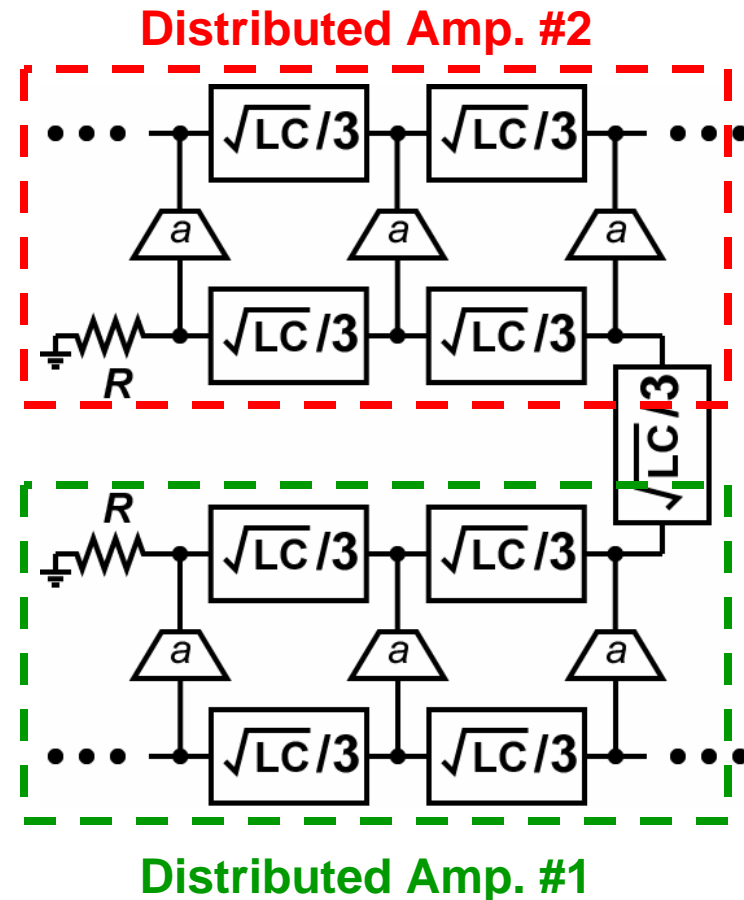 Distributed Amp. #2
• • • √LC/3 √LC/3 • • •
a a a
√LC/3 √LC/3
R
√LC/3
R
√LC/3 √LC/3
a a a
• • • √LC/3 √LC/3 • • •
Distributed Amp. #1